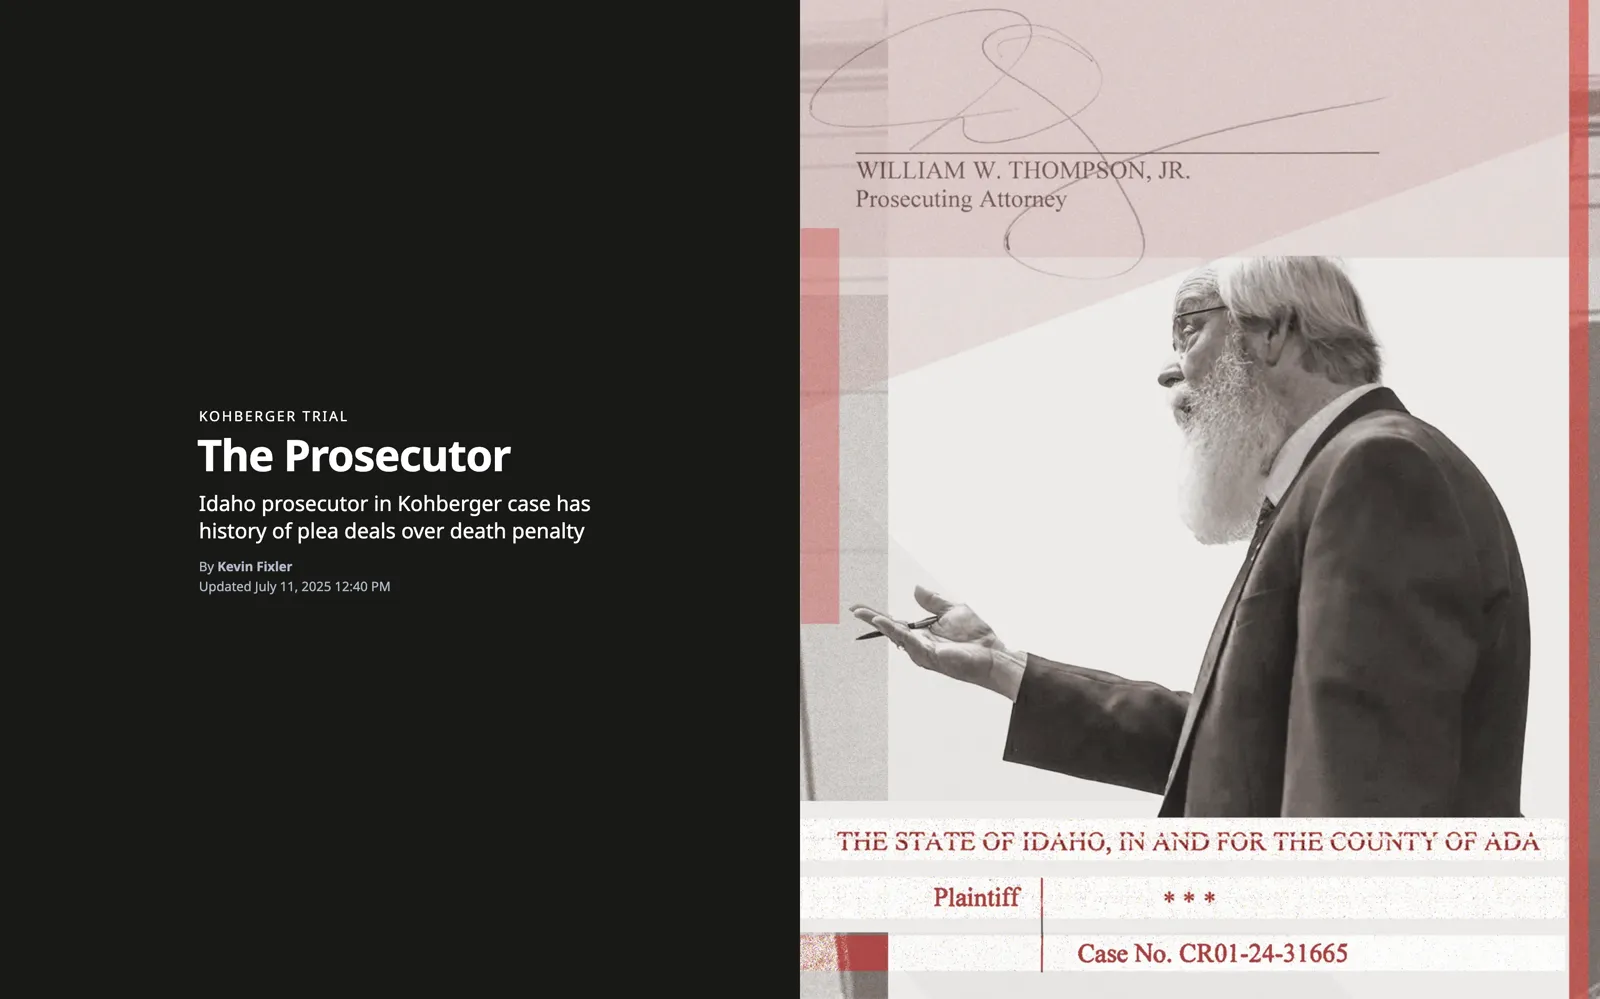 KOHBERGER TRIAL
The Prosecutor
Idaho prosecutor in Kohberger case has
history of plea deals over death penalty
By Kevin Fixler
Updated July 11, 2025 12:40 PM
WILLIAM W. THOMPSON, JR.
Prosecuting Attorney
THE STATE OF IDAHO, IN AND FOR THE COUNTY OF ADA
Plaintiff
* * *
Case No. CR01-24-31665